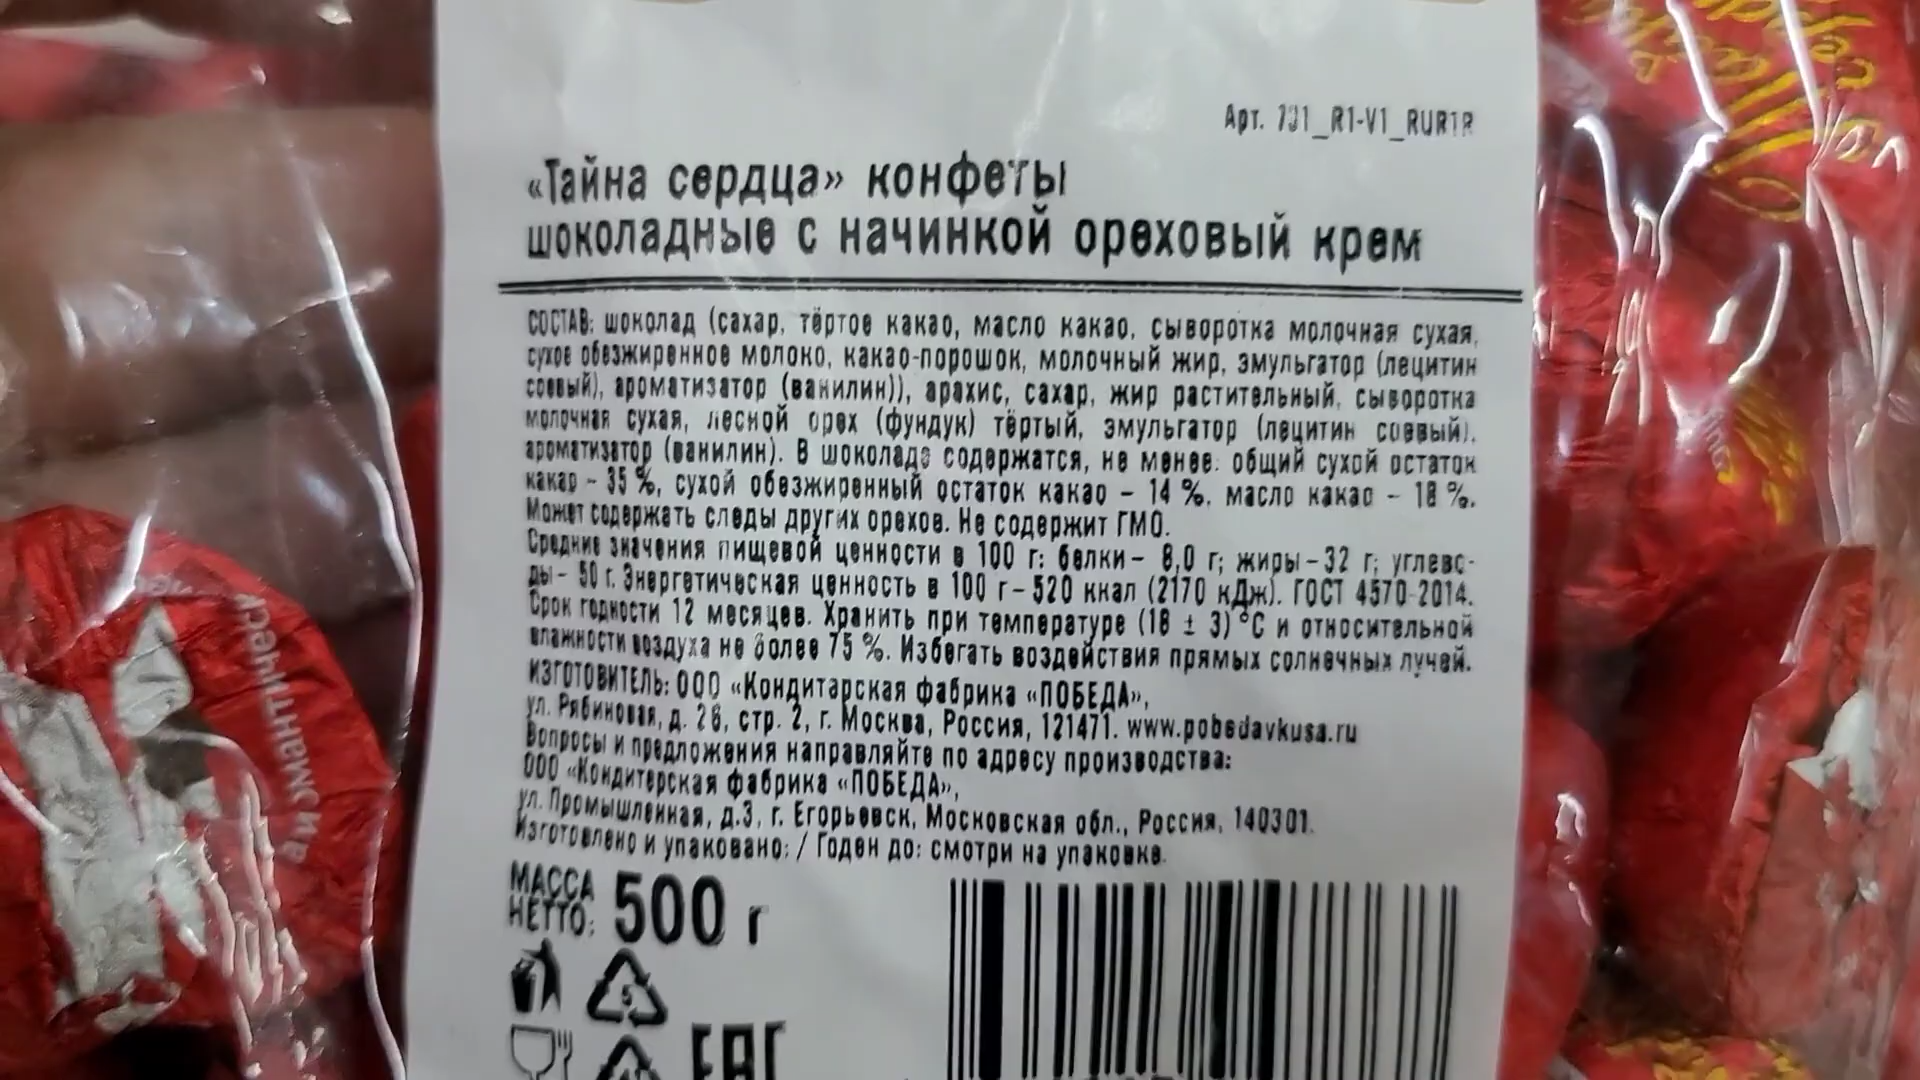 Арт. 701_R1-V1_RUR1R
«Тайна сердца» конфеты
шоколадные с начинкой ореховый крем
СОСТАВ: шоколад (сахар, тёртое какао, масло какао, сыворотка молочная сухая,
сухое обезжиренное молоко, какао-порошок, молочный жир, эмульгатор (лецитин
соевый), ароматизатор (ванилин)), арахис, сахар, жир растительный, сыворотка
молочная сухая, лесной орех (фундук) тёртый, эмульгатор (лецитин соевый),
ароматизатор (ванилин). В шоколаде содержатся, не менее: общий сухой остаток
какао – 35 %, сухой обезжиренный остаток какао – 14 %, масло какао – 18 %.
Может содержать следы других орехов. Не содержит ГМО.
Средние значения пищевой ценности в 100 г: белки – 8,0 г; жиры – 32 г; углево-
ды – 50 г. Энергетическая ценность в 100 г – 520 ккал (2170 кДж). ГОСТ 4570-2014.
Срок годности 12 месяцев. Хранить при температуре (18 ± 3) °С и относительной
влажности воздуха не более 75 %. Избегать воздействия прямых солнечных лучей.
ИЗГОТОВИТЕЛЬ: ООО «Кондитерская фабрика «ПОБЕДА»,
ул. Рябиновая, д. 26, стр. 2, г. Москва, Россия, 121471. www.pobedavkusa.ru
Вопросы и предложения направляйте по адресу производства:
ООО «Кондитерская фабрика «ПОБЕДА»,
ул. Промышленная, д.3, г. Егорьевск, Московская обл., Россия, 140301.
Изготовлено и упаковано: / Годен до: смотри на упаковке.
МАССА
НЕТТО: 500 г
5
EAC